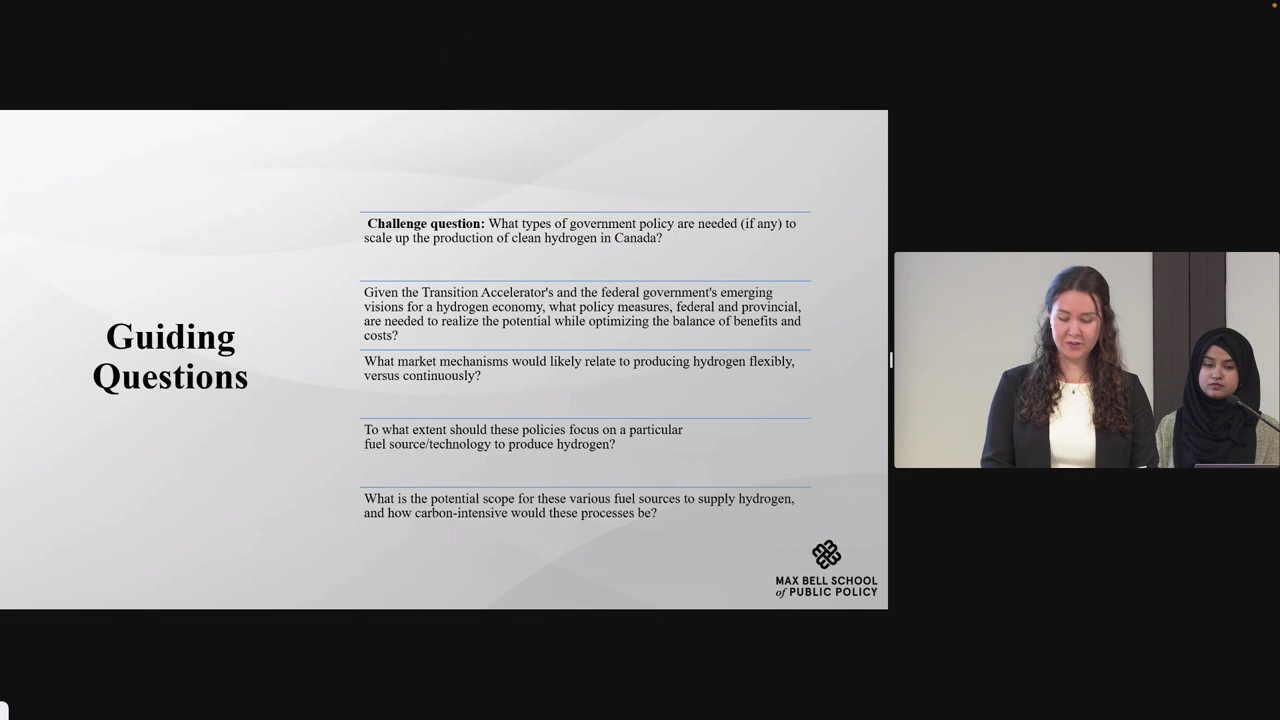 Guiding
Questions
Challenge question: What types of government policy are needed (if any) to
scale up the production of clean hydrogen in Canada?
Given the Transition Accelerator's and the federal government's emerging
visions for a hydrogen economy, what policy measures, federal and provincial,
are needed to realize the potential while optimizing the balance of benefits and
costs?
What market mechanisms would likely relate to producing hydrogen flexibly,
versus continuously?
To what extent should these policies focus on a particular
fuel source/technology to produce hydrogen?
What is the potential scope for these various fuel sources to supply hydrogen,
and how carbon-intensive would these processes be?
MAX BELL SCHOOL
of PUBLIC POLICY